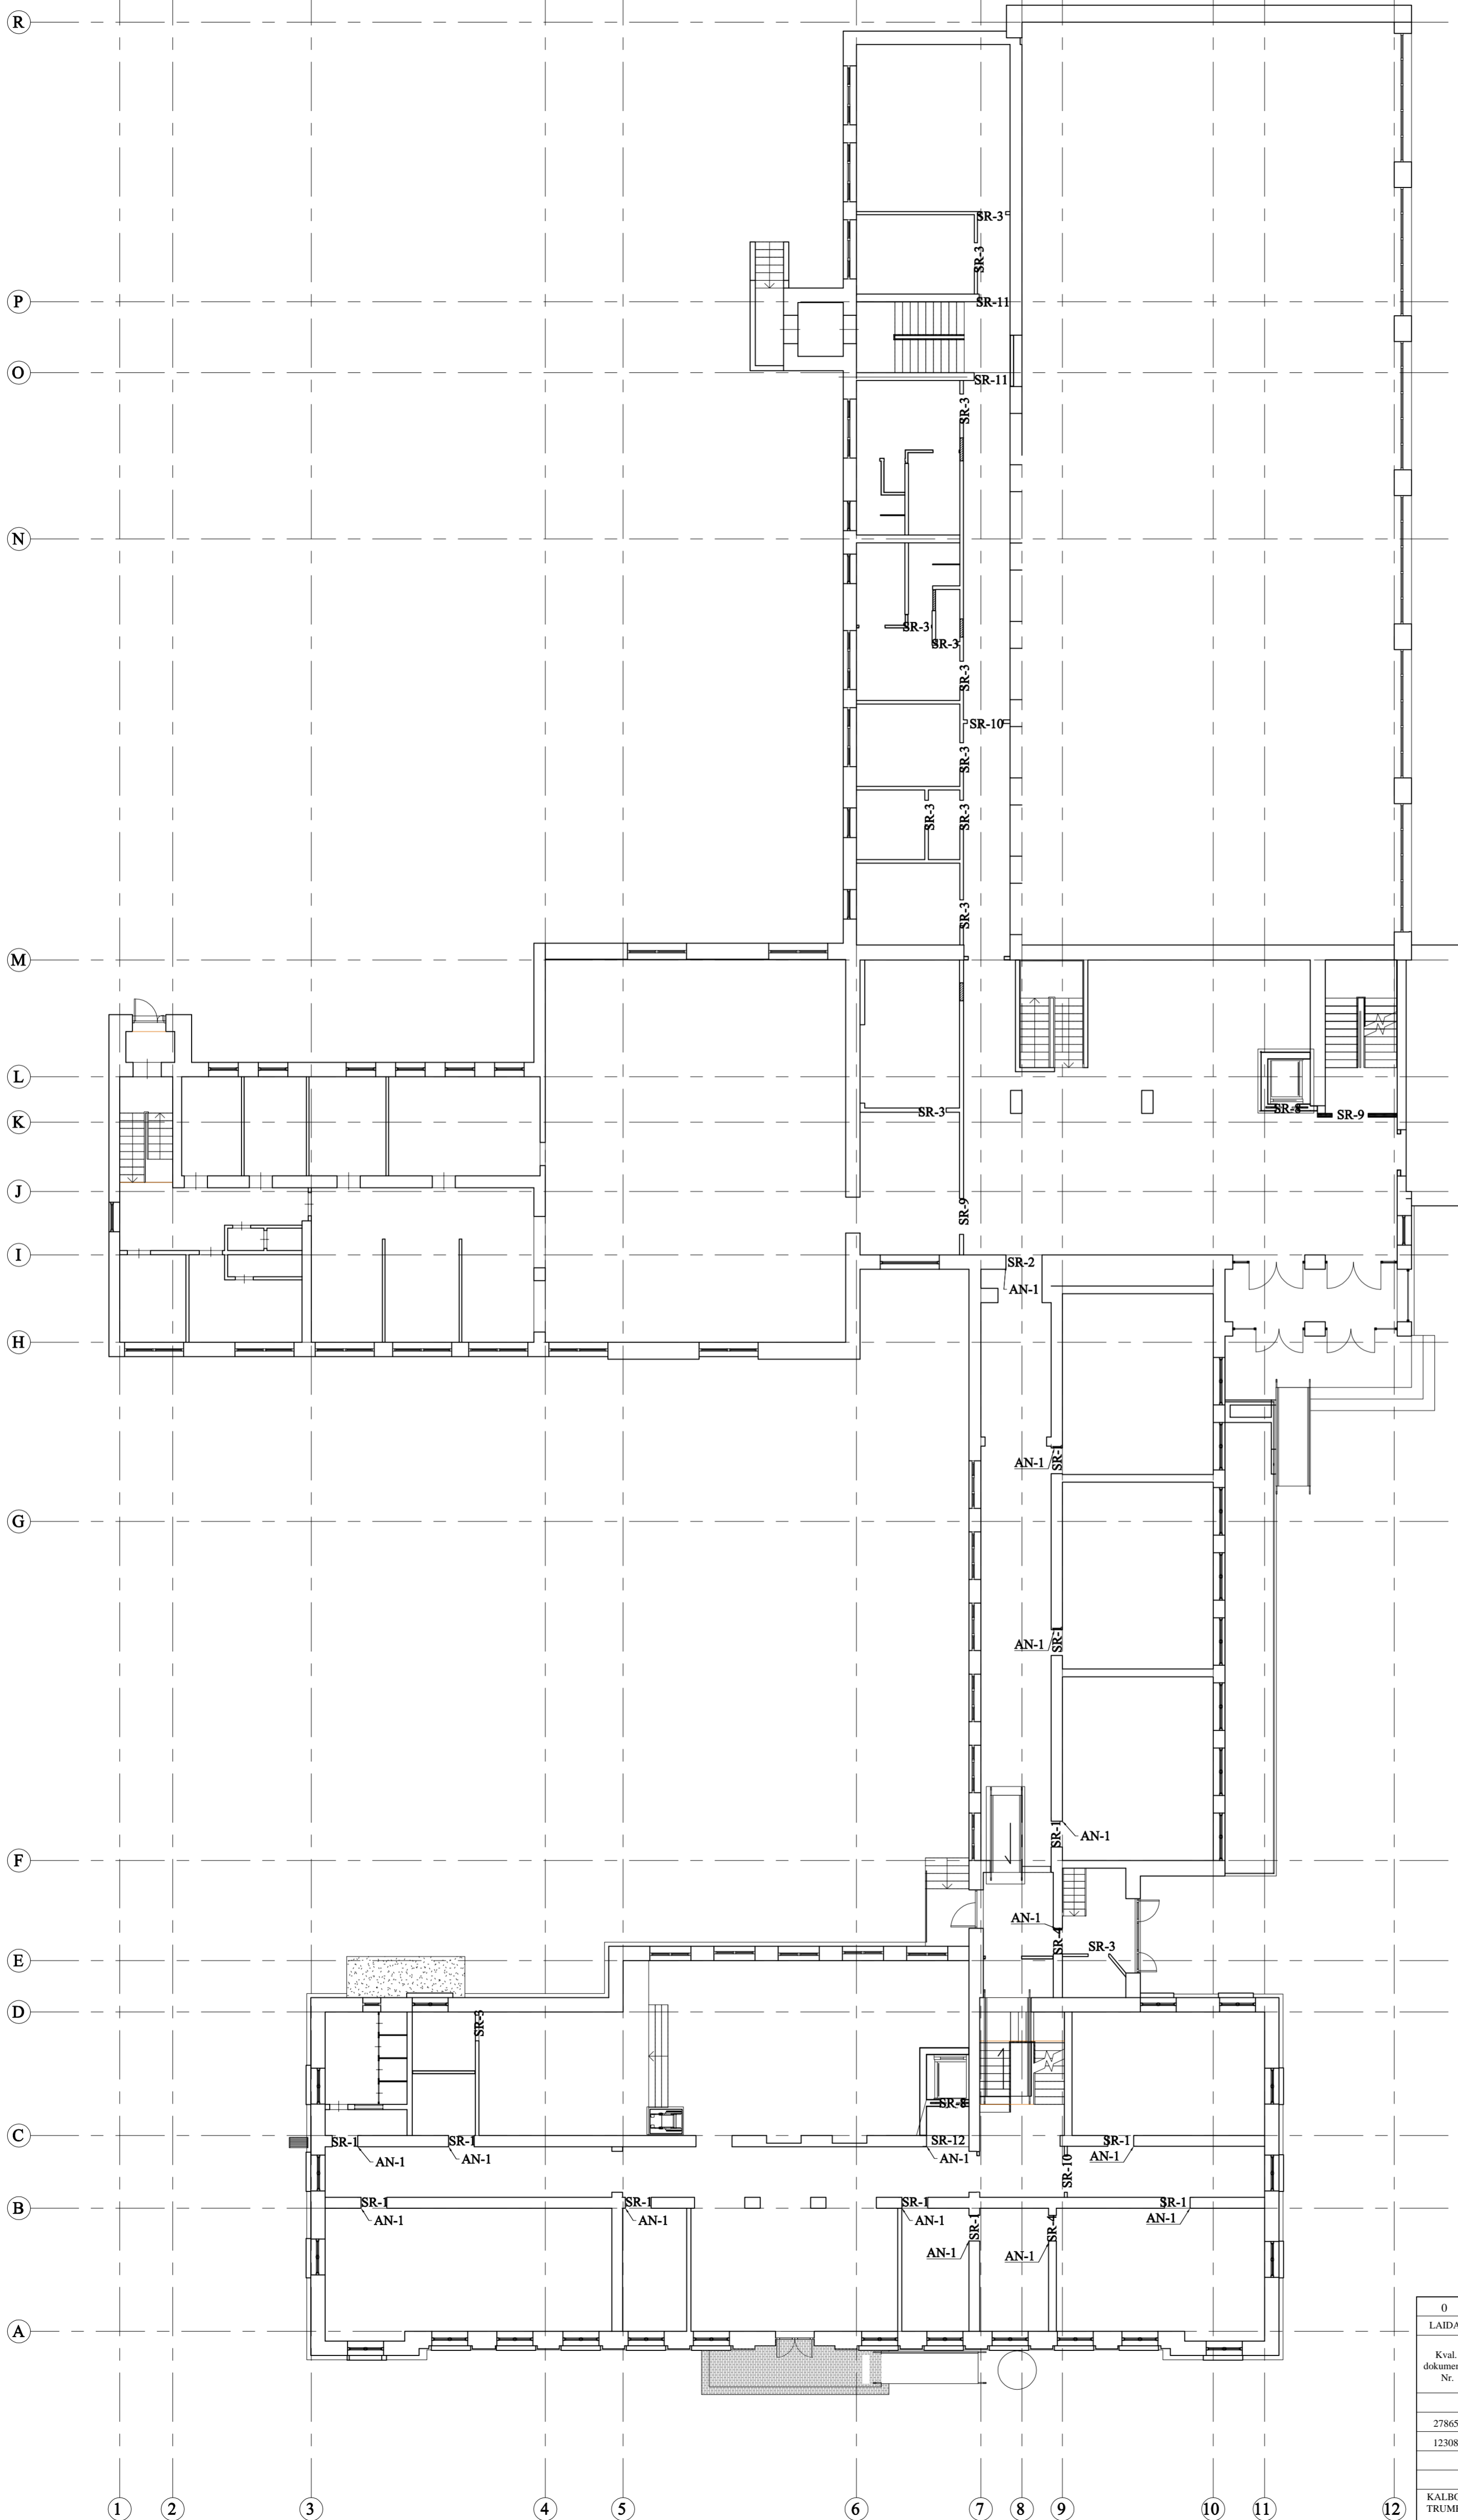 R
SR-3
SR-3
P
SR-11
O
SR-11
SR-3
N
SR-3
SR-3
SR-3
SR-10
SR-3
SR-3
SR-3
SR-3
M
L
SR-8
K
SR-3
SR-9
J
SR-9
I
SR-2
AN-1
H
AN-1
SR-1
G
AN-1
SR-1
SR-1
AN-1
F
AN-1
SR-4
SR-3
E
D
SR-3
SR-8
C
SR-1
SR-1
SR-12
SR-1
AN-1
AN-1
AN-1
SR-10
AN-1
B
SR-1
SR-1
SR-1
SR-1
AN-1
AN-1
AN-1
AN-1
SR-1
SR-4
AN-1
AN-1
A
0
LAIDA
Kval.
dokumen
Nr.
27865
12308
KALBO
TRUMP
1 2 3 4 5 6 7 8 9 10 11 12